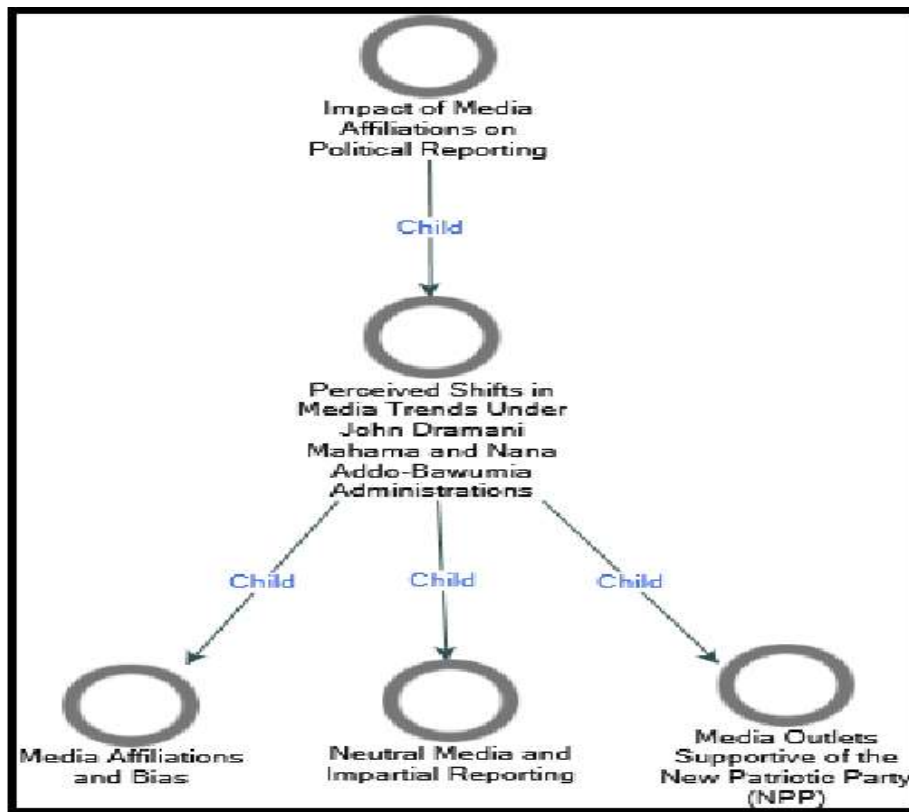 Impact of Media
Affiliations on
Political Reporting
Child
Perceived Shifts in
Media Trends Under
John Dramani
Mahama and Nana
Addo-Bawumia
Administrations
Child
Child
Child
Media Affiliations
and Bias
Neutral Media and
Impartial Reporting
Media Outlets
Supportive of the
New Patriotic Party
(NPP)